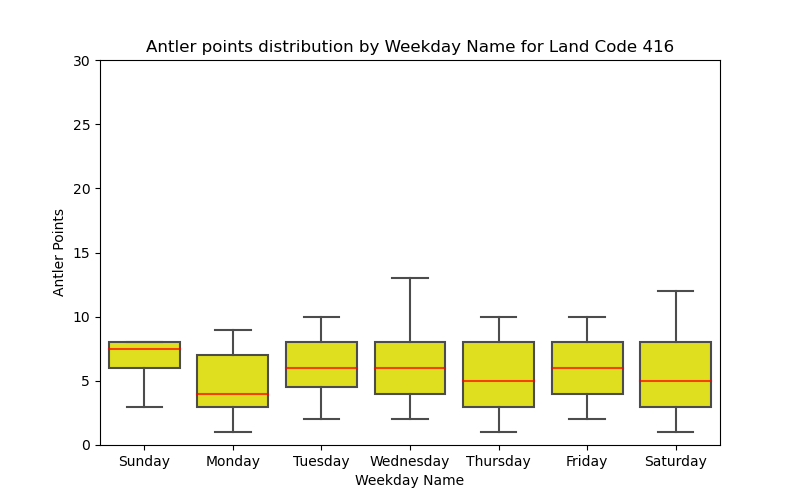 Antler points distribution by Weekday Name for Land Code 416
30
25
20
15
10
5
0
Antler Points
Sunday Monday Tuesday Wednesday Thursday Friday Saturday
Weekday Name